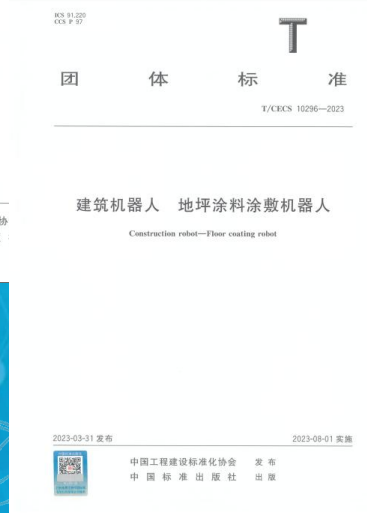 ICS 91.220
CCS P 97
T
团 体 标 准
T/CECS 10296—2023
建筑机器人 地坪涂料涂敷机器人
Construction robot—Floor coating robot
2023-03-31 发布
2023-08-01 实施
中国工程建设标准化协会 发 布
中 国 标 准 出 版 社 出 版
协